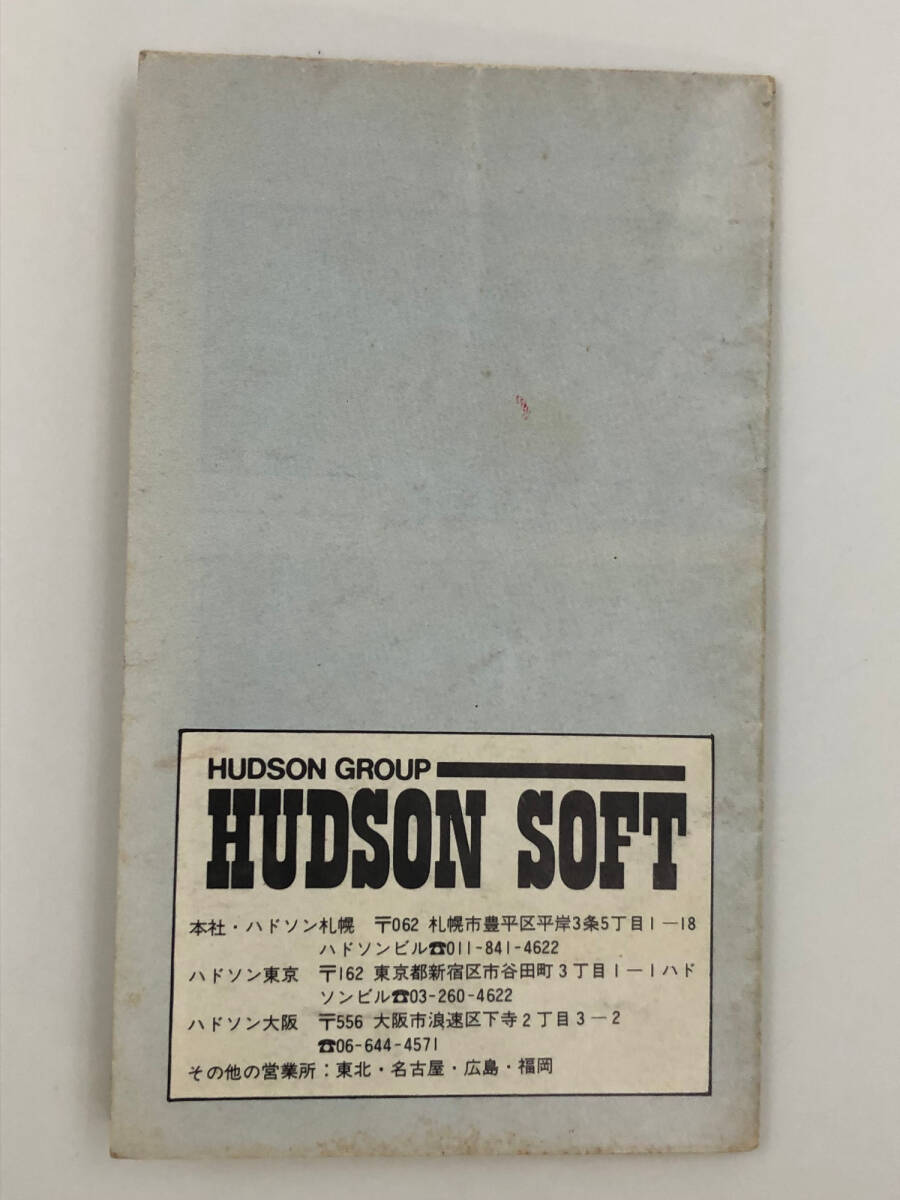 HUDSON GROUP
HUDSON SOFT
本社・ハドソン札幌 〒062 札幌市豊平区平岸3条5丁目1―18
ハドソンビル☎011-841-4622
ハドソン東京 〒162 東京都新宿区市谷田町3丁目1―1ハド
ソンビル☎03-260-4622
ハドソン大阪 〒556 大阪市浪速区下寺2丁目3―2
☎06-644-4571
その他の営業所：東北・名古屋・広島・福岡